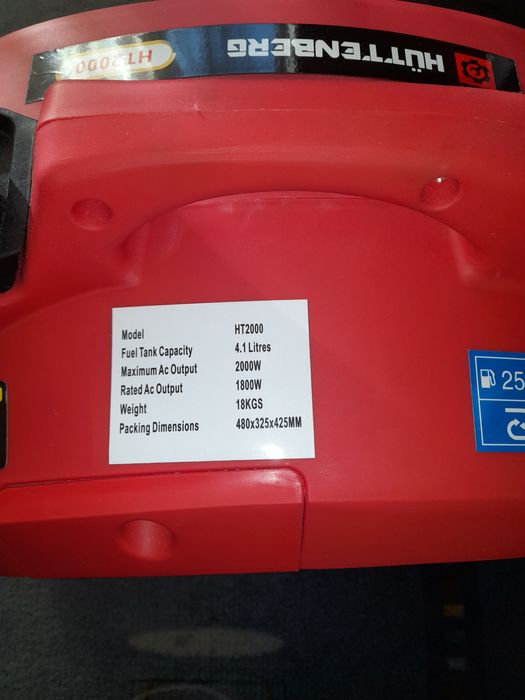 HÜTTENBERG
HT2000
Model HT2000
Fuel Tank Capacity 4.1 Litres
Maximum Ac Output 2000W
Rated Ac Output 1800W
Weight 18KGS
Packing Dimensions 480x325x425MM
25